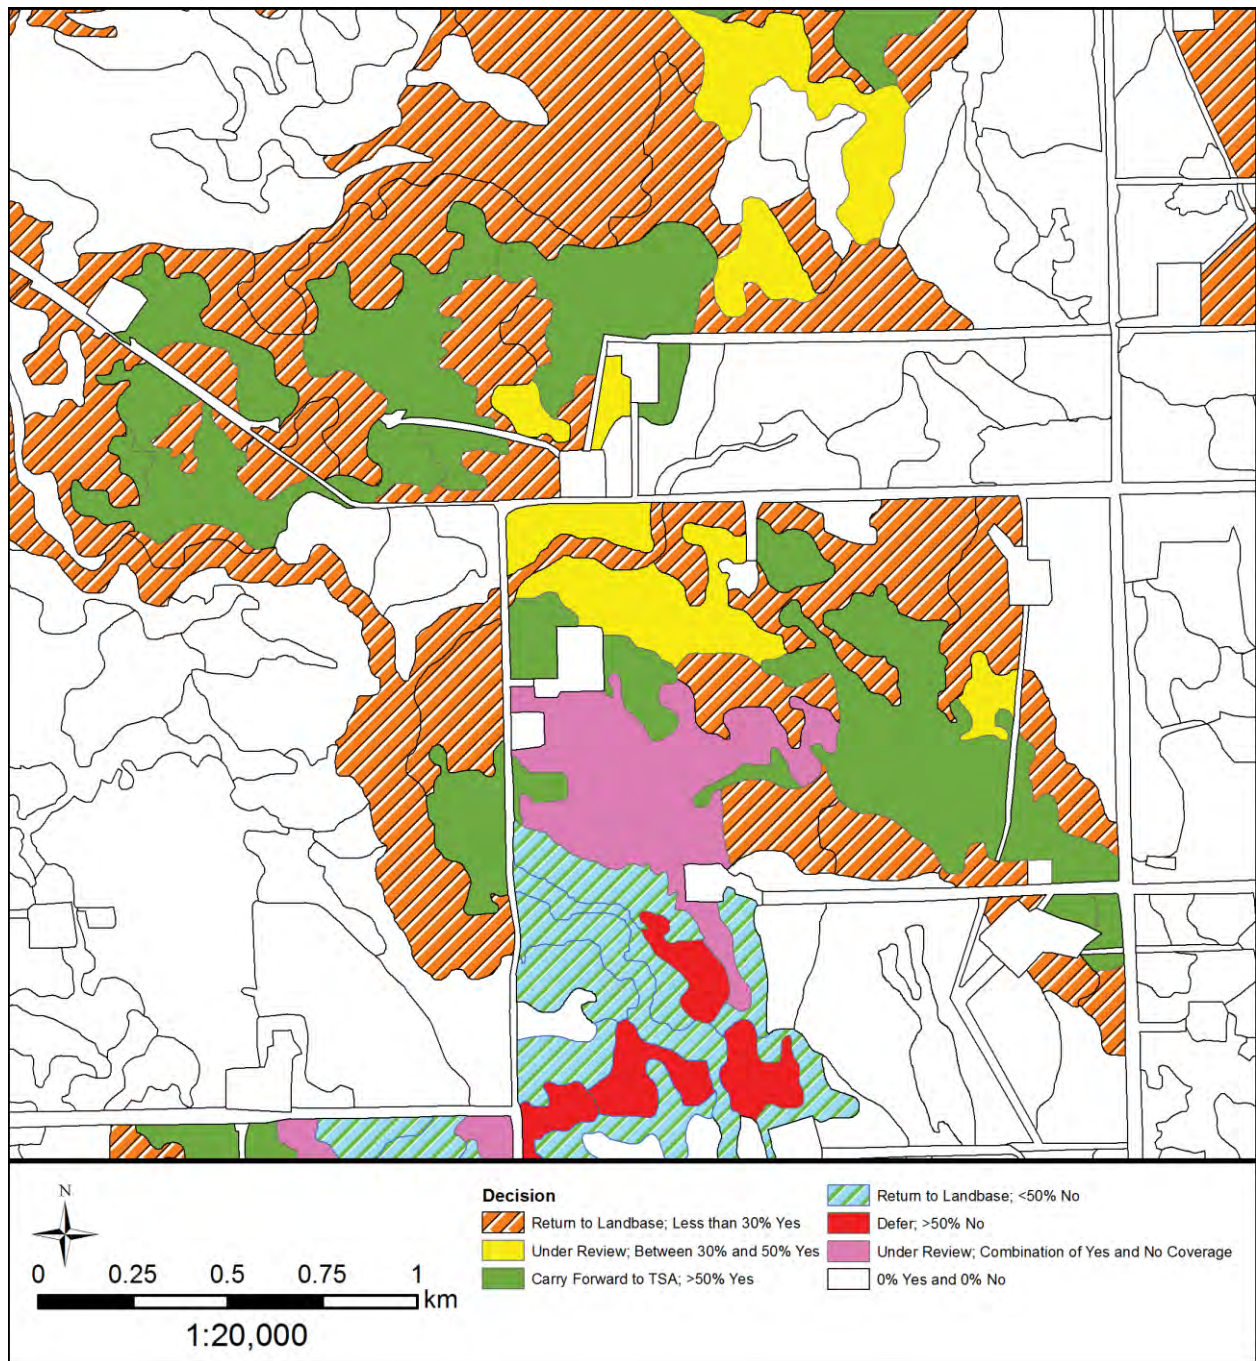 N
0 0.25 0.5 0.75 1
km
1:20,000
Decision
Return to Landbase; Less than 30% Yes
Under Review; Between 30% and 50% Yes
Carry Forward to TSA; >50% Yes
Return to Landbase; <50% No
Defer; >50% No
Under Review; Combination of Yes and No Coverage
0% Yes and 0% No